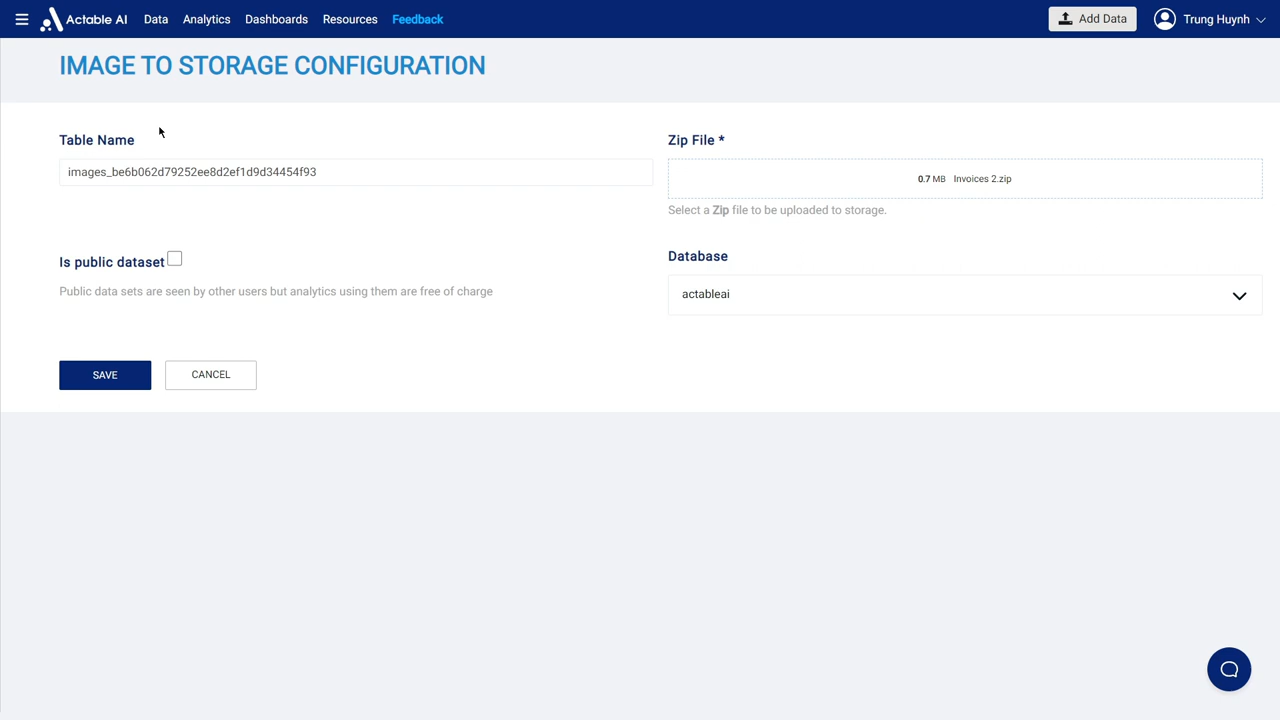 Actable AI Data Analytics Dashboards Resources Feedback Add Data Trung Huynh
IMAGE TO STORAGE CONFIGURATION
Table Name
images_be6b062d79252ee8d2ef1d9d34454f93
Zip File *
0.7 MB Invoices 2.zip
Select a Zip file to be uploaded to storage.
Is public dataset
Public data sets are seen by other users but analytics using them are free of charge
Database
actableai
SAVE CANCEL